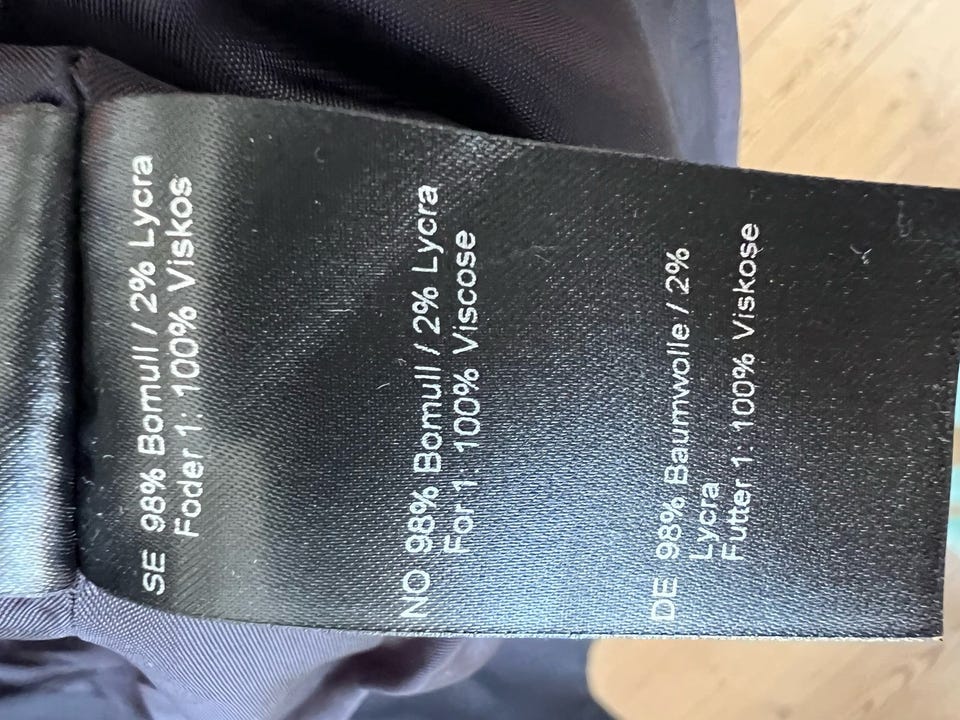 SE 98% Bomull / 2% Lycra
Foder 1: 100% Viskos
NO 98% Bomull / 2% Lycra
For 1: 100% Viscose
DE 98% Baumwolle / 2%
Lycra
Futter 1: 100% Viskose